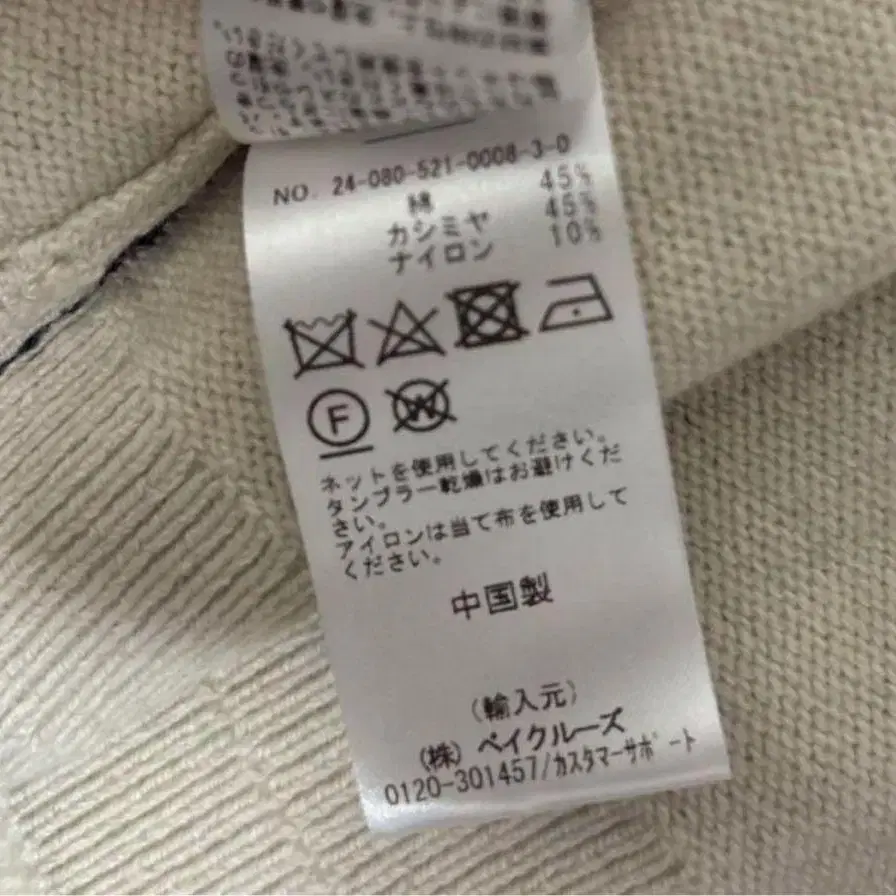 NO. 24-080-521-0008-3-0
綿 45%
カシミヤ 45%
ナイロン 10%
F
W
ネットを使用してください。
タンブラー乾燥はお避けくだ
さい。
アイロンは当て布を使用して
ください。
中国製
(輸入元)
(株) ベイクルーズ
0120-301457/カスタマーサポート